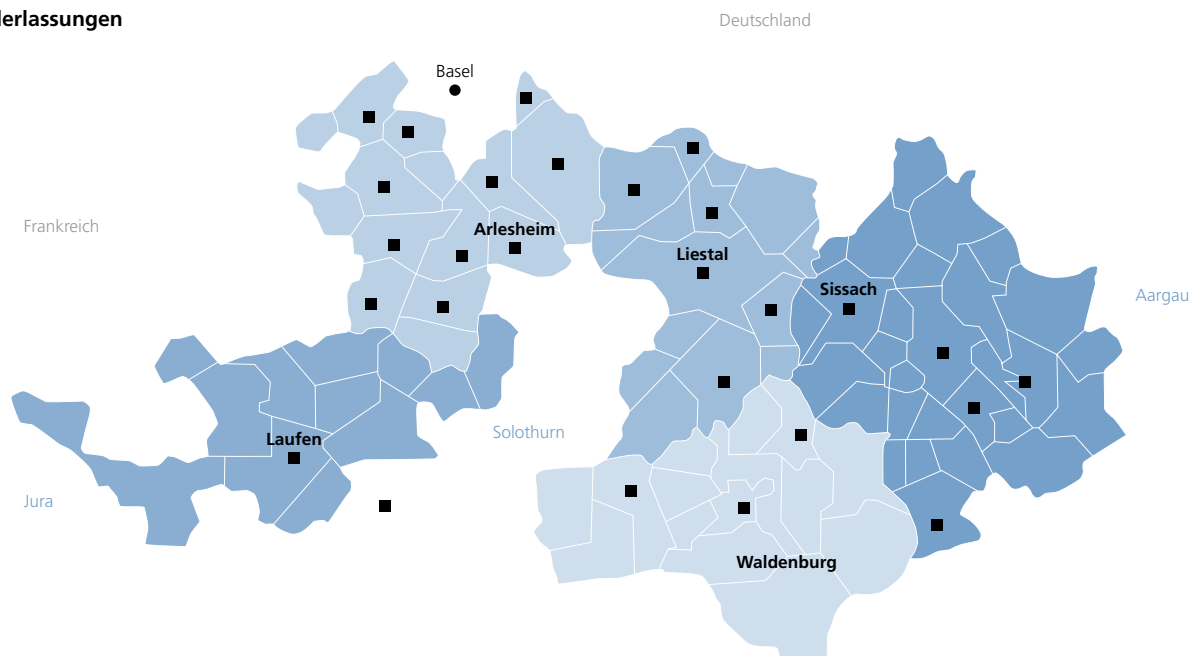 lerlassungen
Deutschland
Basel
Frankreich
Arlesheim
Liestal
Sissach
Aargau
Solothurn
Laufen
Jura
Waldenburg